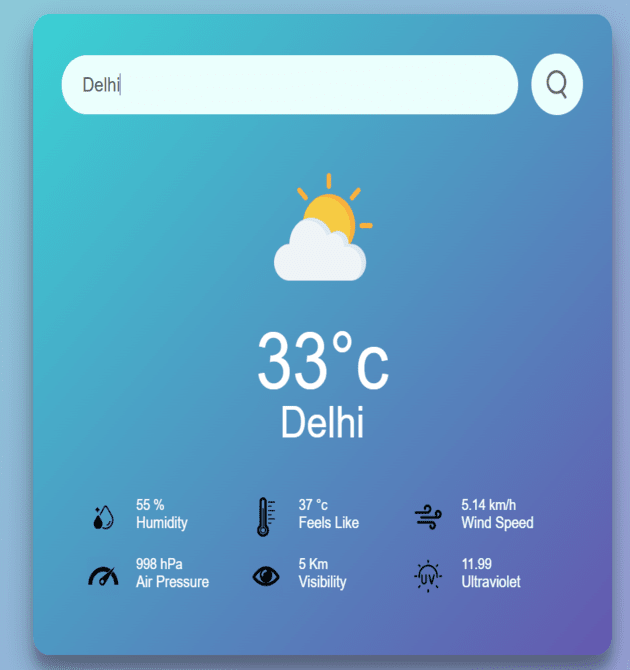 Delhi
33°c
Delhi
55 %
Humidity
37 °c
Feels Like
5.14 km/h
Wind Speed
998 hPa
Air Pressure
5 Km
Visibility
UV
11.99
Ultraviolet